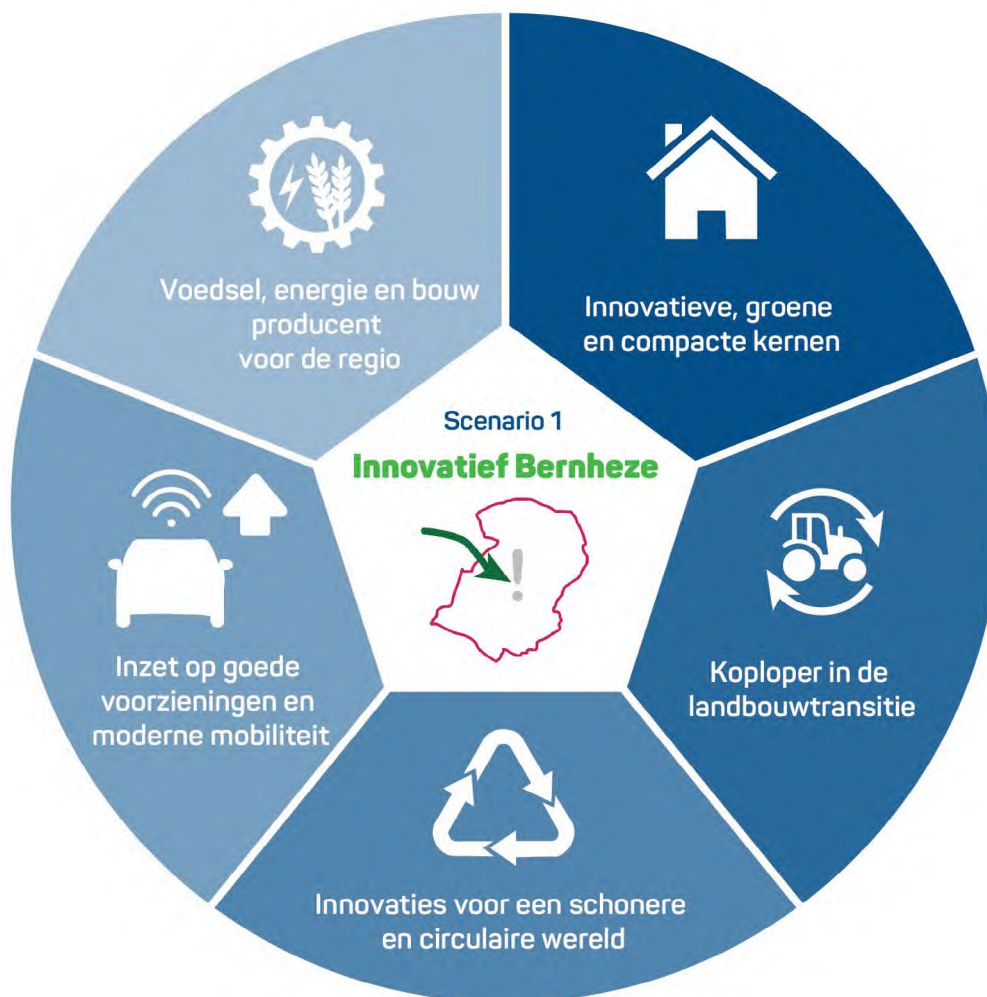 Voedsel, energie en bouw
producent
voor de regio
Innovatieve, groene
en compacte kernen
Scenario 1
Innovatief Bernheze
!
Inzet op goede
voorzieningen en
moderne mobiliteit
Koploper in de
landbouwtransitie
Innovaties voor een schonere
en circulaire wereld